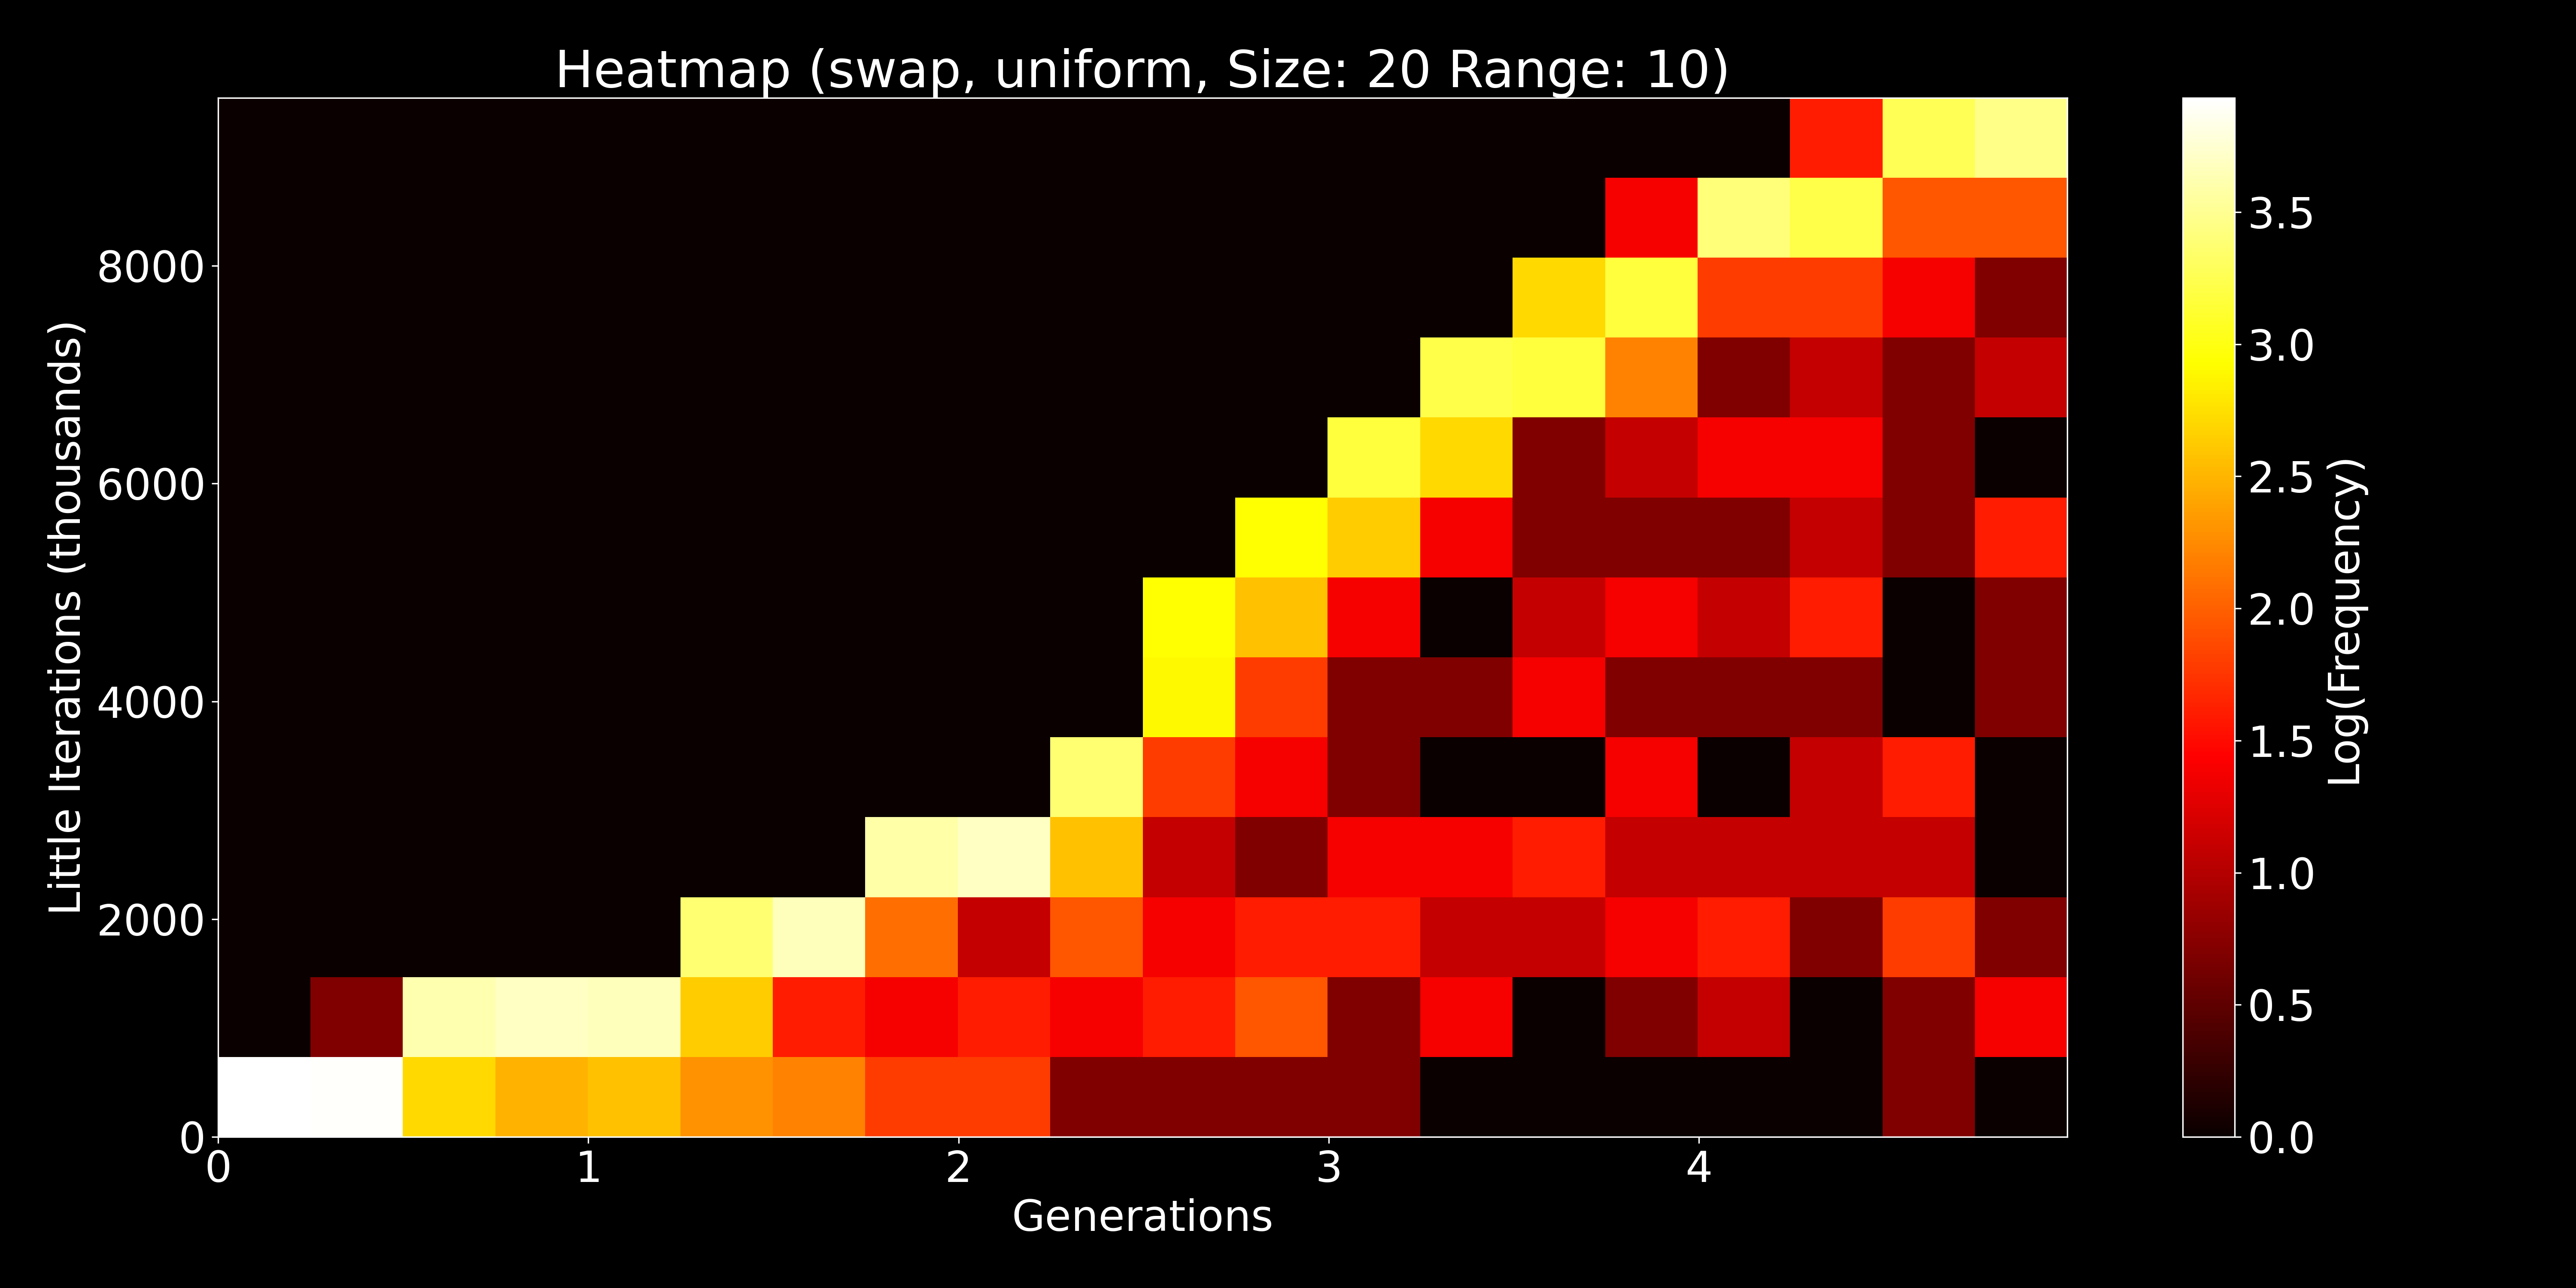 Heatmap (swap, uniform, Size: 20 Range: 10)
Little Iterations (thousands)
8000
6000
4000
2000
0
0 1 2 3 4
Generations
3.5
3.0
2.5
2.0
1.5
1.0
0.5
0.0
Log(Frequency)